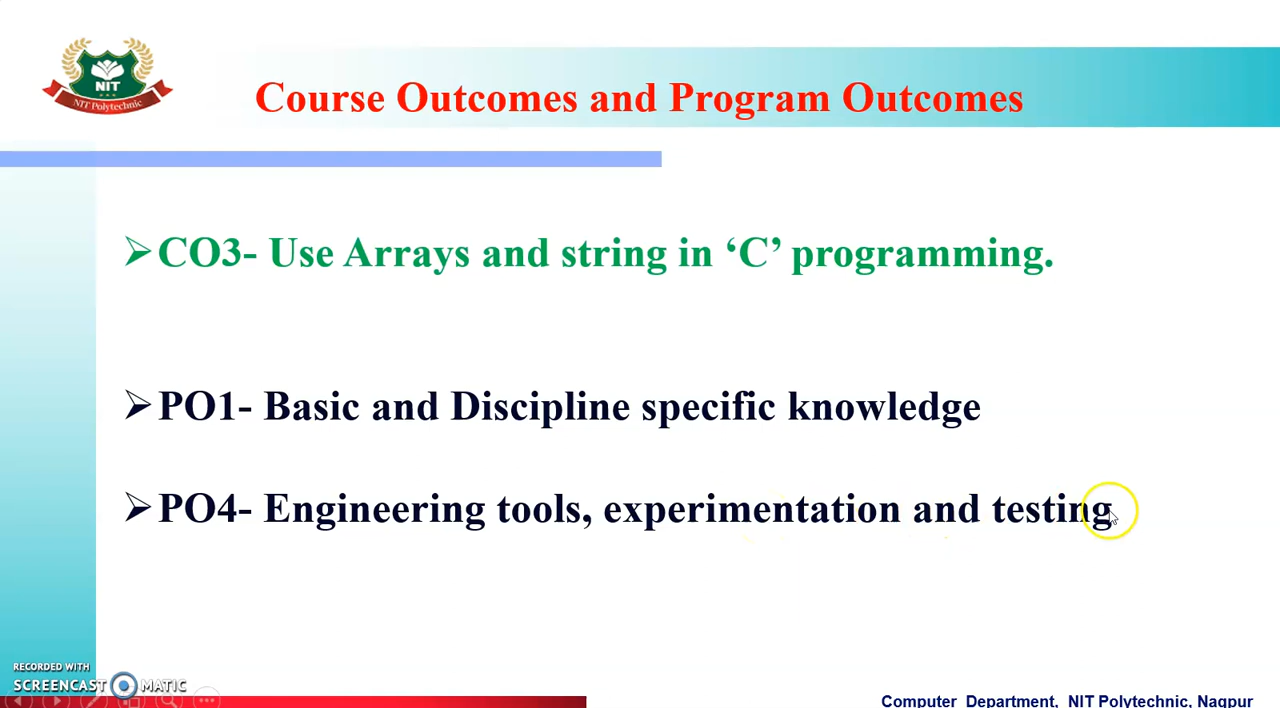 NIT
NIT Polytechnic
Course Outcomes and Program Outcomes
CO3- Use Arrays and string in ‘C’ programming.
PO1- Basic and Discipline specific knowledge
PO4- Engineering tools, experimentation and testing
RECORDED WITH
SCREENCAST MATIC
Computer Department, NIT Polytechnic, Nagpur